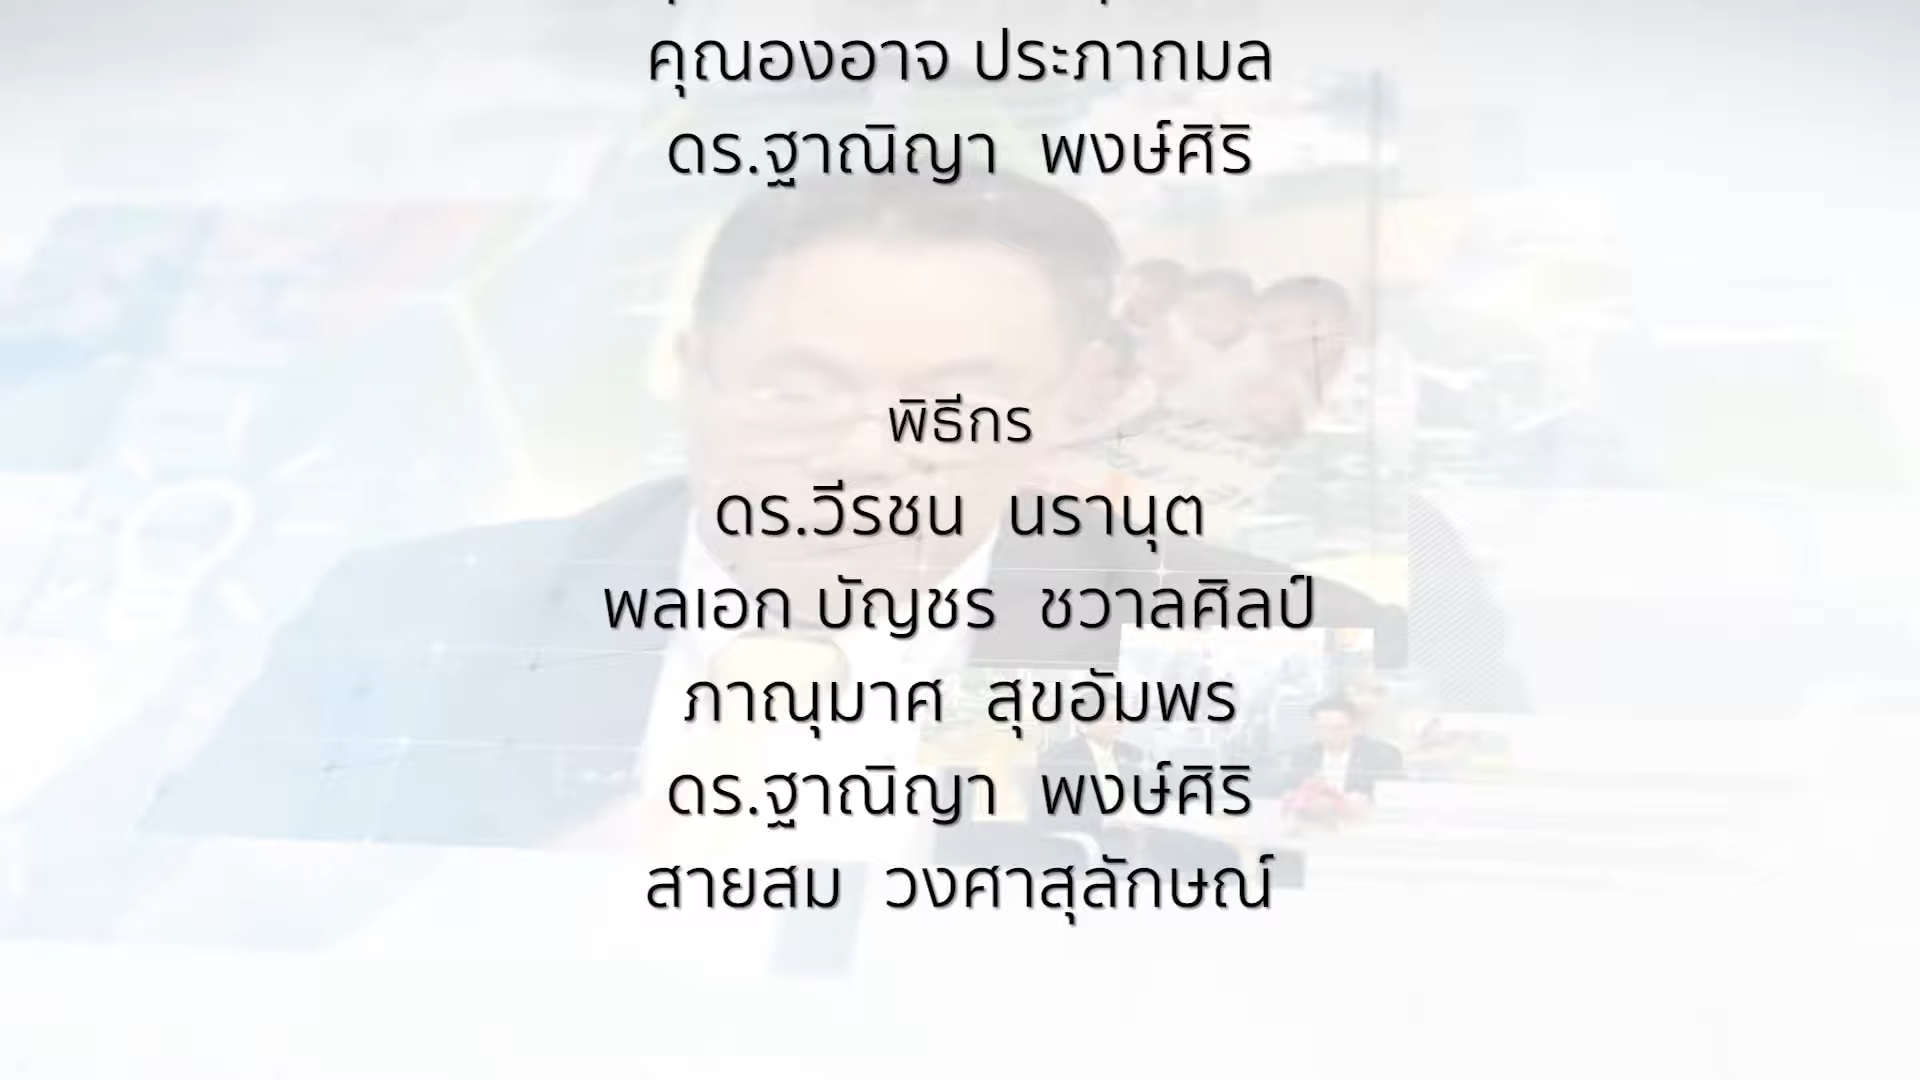 คุณองอาจ ประภากมล
ดร.ฐาณิญา พงษ์ศิริ
พิธีกร
ดร.วีรชน นรานุต
พลเอก บัญชร ชวาลศิลป์
ภาณุมาศ สุขอัมพร
ดร.ฐาณิญา พงษ์ศิริ
สายสม วงศาสุลักษณ์